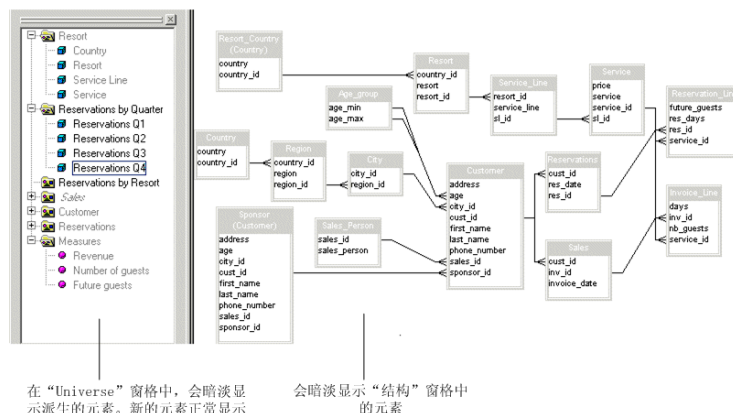 Resort
Country
Resort
Service Line
Service
Reservations by Quarter
Reservations Q1
Reservations Q2
Reservations Q3
Reservations Q4
Reservations by Resort
Sales
Customer
Reservations
Measures
Revenue
Number of guests
Future guests
Resort_Country
(Country)
country
country_id
Resort
country_id
resort
resort_id
Age_group
age_min
age_max
Service_Line
resort_id
service_line
sl_id
Service
price
service
service_id
sl_id
Reservation_Lin
future_guests
res_days
res_id
service_id
Country
country
country_id
Region
country_id
region
region_id
City
city_id
region_id
Customer
address
age
city_id
cust_id
first_name
last_name
phone_number
sales_id
sponsor_id
Reservations
cust_id
res_date
res_id
Invoice_Line
days
inv_id
nb_guests
service_id
Sponsor
(Customer)
address
age
city_id
cust_id
first_name
last_name
phone_number
sales_id
sponsor_id
Sales_Person
sales_id
sales_person
Sales
cust_id
inv_id
invoice_date
在“Universe”窗格中，会暗淡显
示派生的元素。新的元素正常显示
会暗淡显示“结构”窗格中
的元素